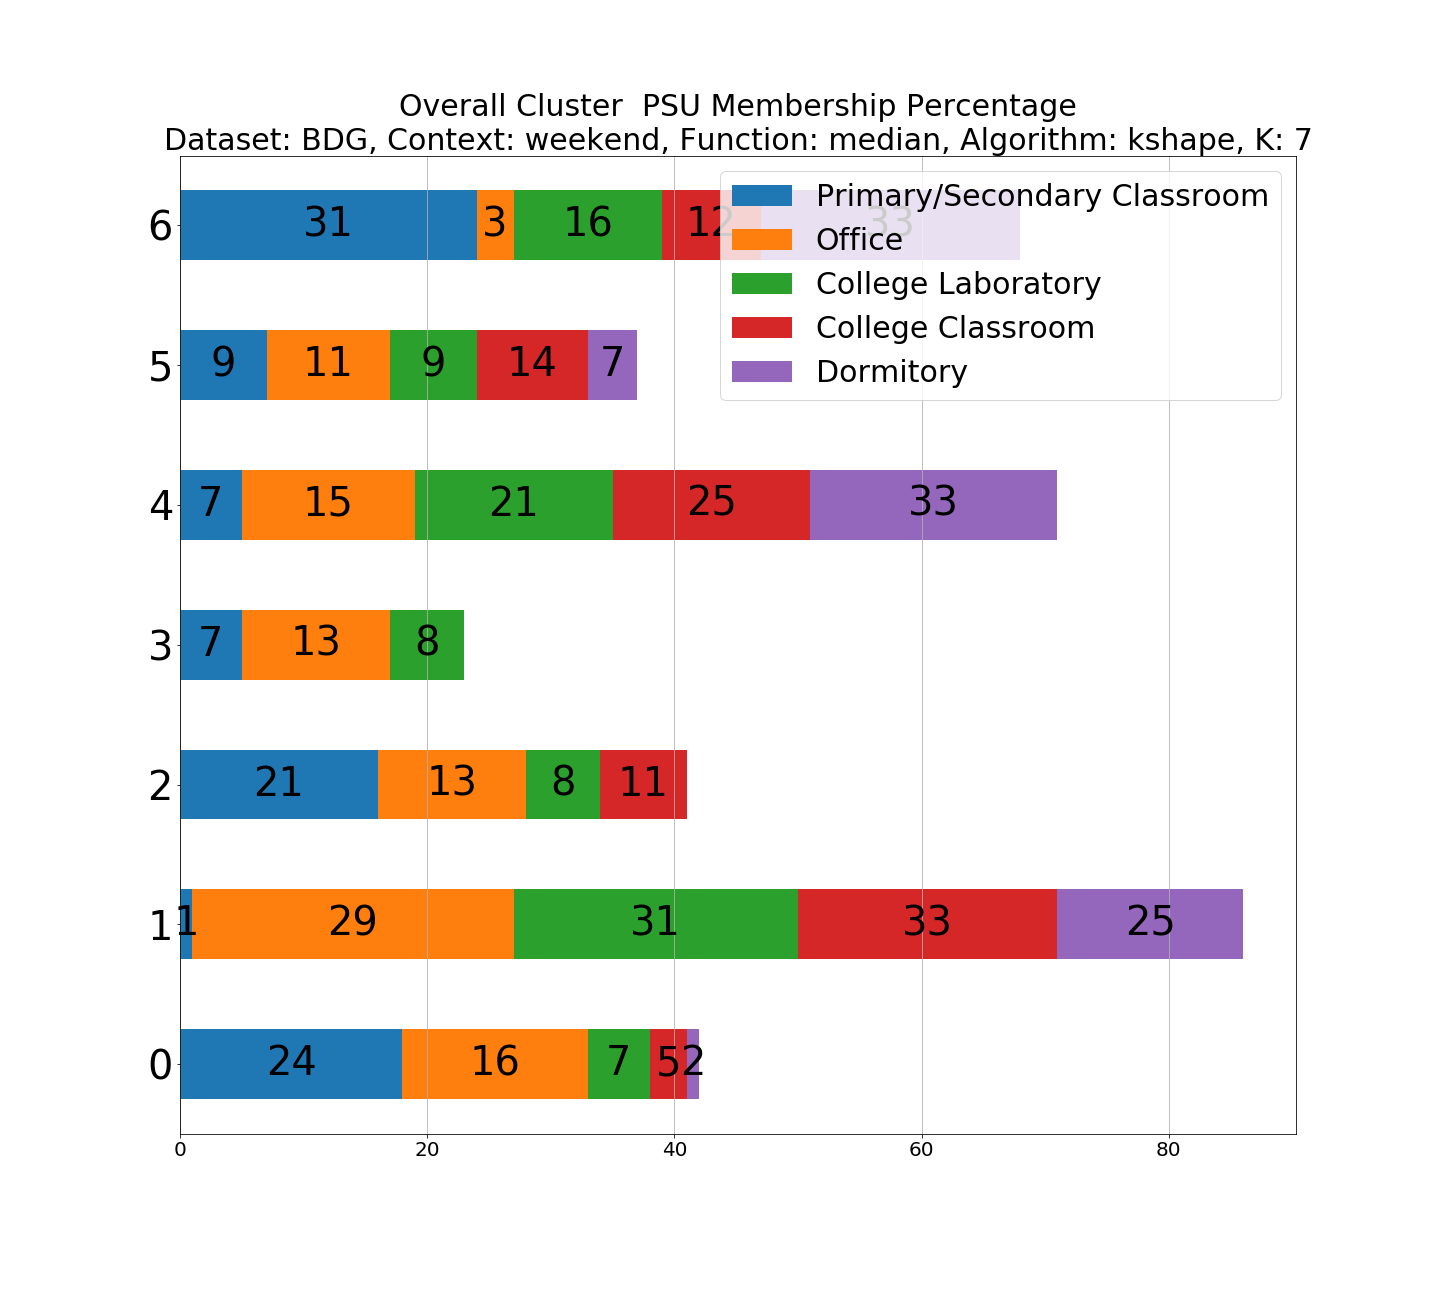 Overall Cluster  PSU Membership Percentage
Dataset: BDG, Context: weekend, Function: median, Algorithm: kshape, K: 7
Primary/Secondary Classroom
Office
College Laboratory
College Classroom
Dormitory
6 31 3 16 12 33
5 9 11 9 14 7
4 7 15 21 25 33
3 7 13 8
2 21 13 8 11
1 1 29 31 33 25
0 24 16 7 5 2
0 20 40 60 80